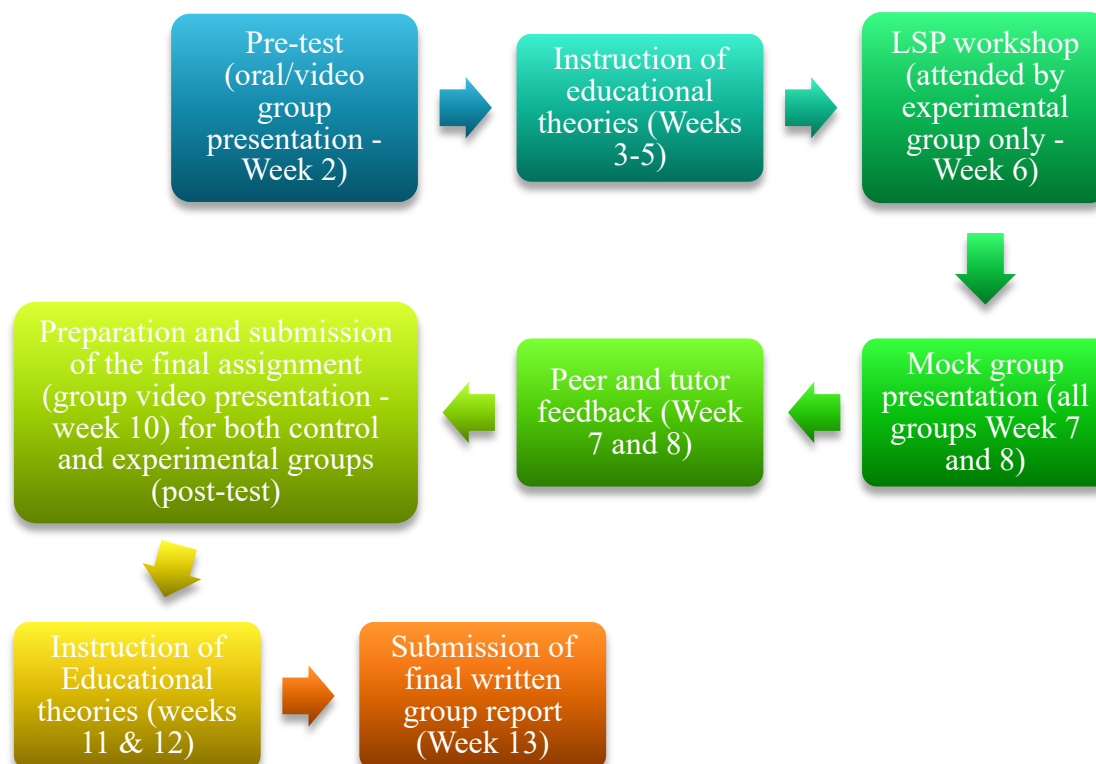 Pre-test
(oral/video
group
presentation -
Week 2)
Instruction of
educational
theories (Weeks
3-5)
LSP workshop
(attended by
experimental
group only -
Week 6)
Mock group
presentation (all
groups Week 7
and 8)
Peer and tutor
feedback (Week
7 and 8)
Preparation and submission
of the final assignment
(group video presentation -
week 10) for both control
and experimental groups
(post-test)
Instruction of
Educational
theories (weeks
11 & 12)
Submission of
final written
group report
(Week 13)